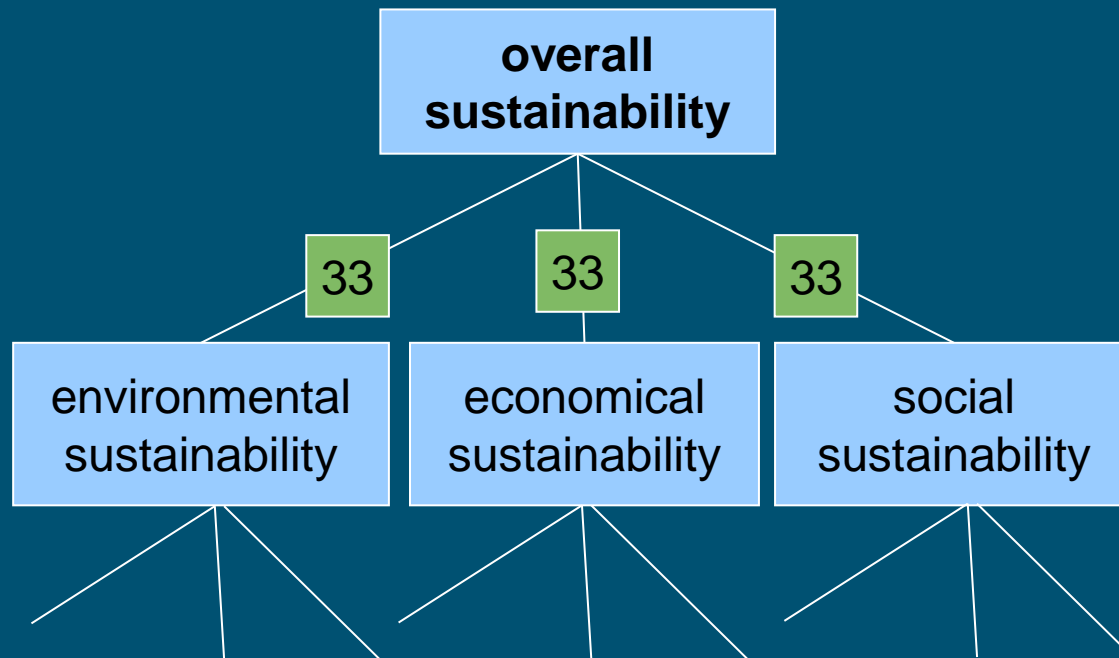 overall
sustainability
33
33
33
environmental
sustainability
economical
sustainability
social
sustainability